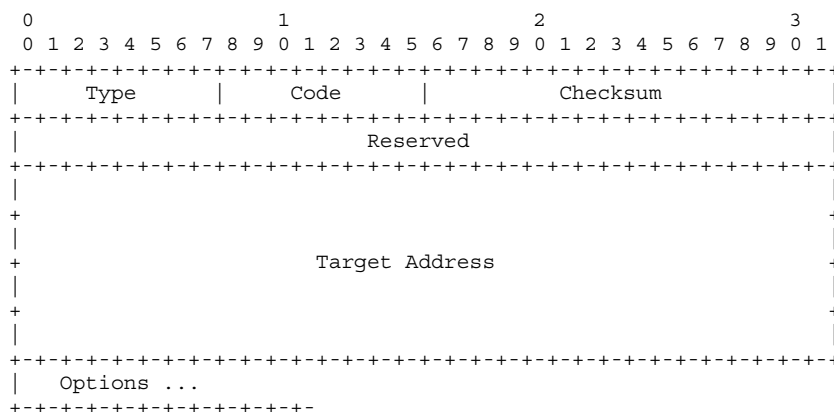 0                   1                   2                   3
0 1 2 3 4 5 6 7 8 9 0 1 2 3 4 5 6 7 8 9 0 1 2 3 4 5 6 7 8 9 0 1
+-+-+-+-+-+-+-+-+-+-+-+-+-+-+-+-+-+-+-+-+-+-+-+-+-+-+-+-+-+-+-+-+
|     Type      |     Code      |          Checksum             |
+-+-+-+-+-+-+-+-+-+-+-+-+-+-+-+-+-+-+-+-+-+-+-+-+-+-+-+-+-+-+-+-+
|                           Reserved                            |
+-+-+-+-+-+-+-+-+-+-+-+-+-+-+-+-+-+-+-+-+-+-+-+-+-+-+-+-+-+-+-+-+
|                                                               |
+                                                               +
|                                                               |
+                       Target Address                          +
|                                                               |
+                                                               +
|                                                               |
+-+-+-+-+-+-+-+-+-+-+-+-+-+-+-+-+-+-+-+-+-+-+-+-+-+-+-+-+-+-+-+-+
|   Options ...
+-+-+-+-+-+-+-+-+-+-+-+-